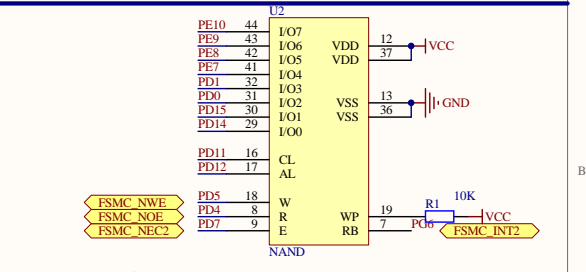 U2
PE10 44 I/O7
PE9 43 I/O6 VDD 12 VCC
PE8 42 I/O5 VDD 37
PE7 41 I/O4
PD1 32 I/O3
PD0 31 I/O2 VSS 13 GND
PD15 30 I/O1 VSS 36
PD14 29 I/O0
PD11 16 CL
PD12 17 AL
B
FSMC_NWE PD5 18 W R1 10K
FSMC_NOE PD4 8 R WP 19 VCC
FSMC_NEC2 PD7 9 E RB 7 PG6 FSMC_INT2
NAND